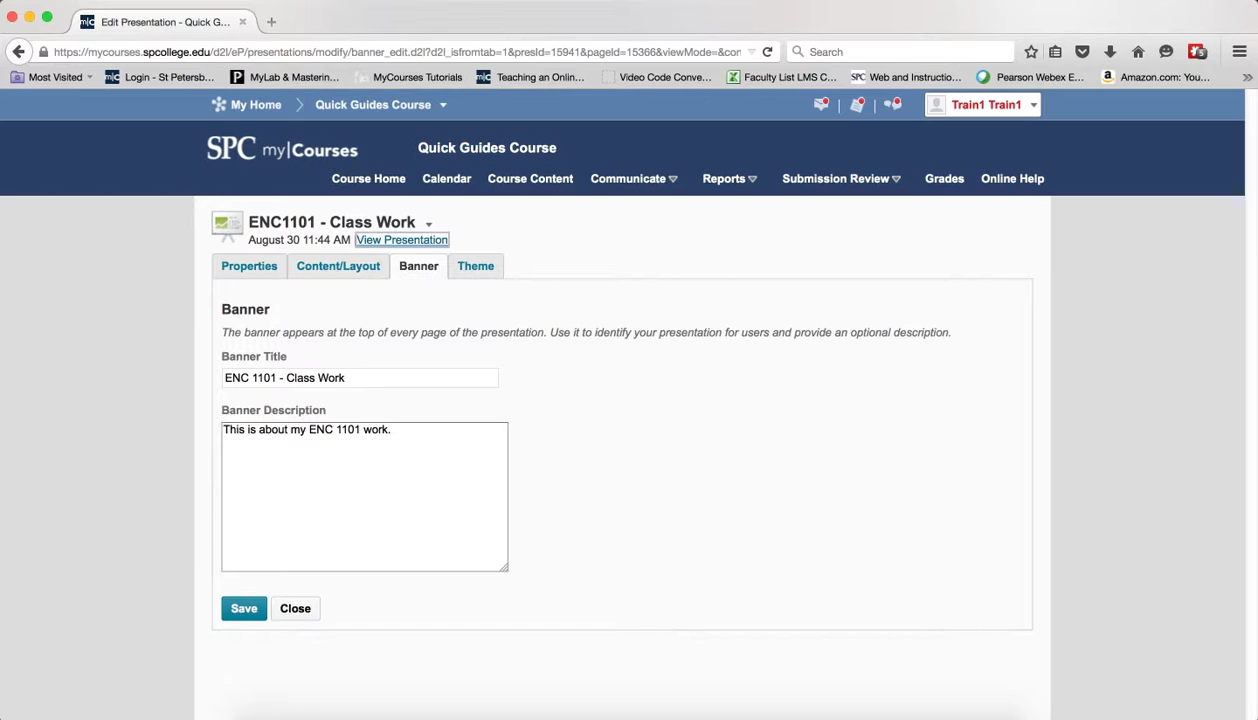 Edit Presentation - Quick G...
https://mycourses.spcollege.edu/d2l/eP/presentations/modify/banner_edit.d2l?d2l_isfromtab=1&presId=15941&pageId=15366&viewMode=&con
Search
Most Visited
Login - St Petersb...
MyLab & Masterin...
MyCourses Tutorials
Teaching an Onlin...
Video Code Conve...
Faculty List LMS C...
Web and Instructio...
Pearson Webex E...
Amazon.com: You...
My Home
Quick Guides Course
Train1 Train1
SPC my|Courses
Quick Guides Course
Course Home
Calendar
Course Content
Communicate
Reports
Submission Review
Grades
Online Help
ENC1101 - Class Work
August 30 11:44 AM View Presentation
Properties
Content/Layout
Banner
Theme
Banner
The banner appears at the top of every page of the presentation. Use it to identify your presentation for users and provide an optional description.
Banner Title
ENC 1101 - Class Work
Banner Description
This is about my ENC 1101 work.
Save
Close